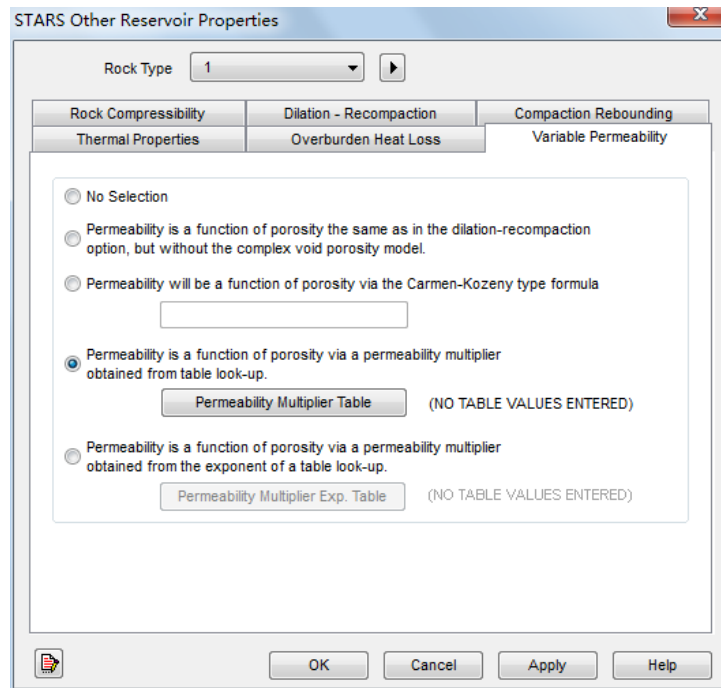 STARS Other Reservoir Properties
Rock Type 1
Rock Compressibility Dilation - Recompaction Compaction Rebounding
Thermal Properties Overburden Heat Loss Variable Permeability
No Selection
Permeability is a function of porosity the same as in the dilation-recompaction
option, but without the complex void porosity model.
Permeability will be a function of porosity via the Carmen-Kozeny type formula
Permeability is a function of porosity via a permeability multiplier
obtained from table look-up.
Permeability Multiplier Table (NO TABLE VALUES ENTERED)
Permeability is a function of porosity via a permeability multiplier
obtained from the exponent of a table look-up.
Permeability Multiplier Exp. Table (NO TABLE VALUES ENTERED)
OK Cancel Apply Help